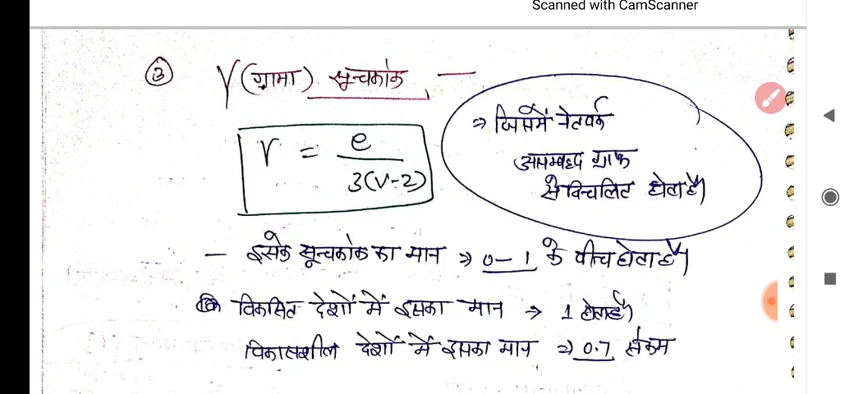 Scanned with CamScanner
③ γ (गामा) सूचकांक —
γ = e / 3(v-2)
⇒ जिसमें नेटवर्क
असम्बद्ध ग्राफ
से विचलित होता है।
— इसके सूचकांक का मान ⇒ 0-1 के बीच होता है।
विकसित देशों में इसका मान → 1 होता है।
विकासशील देशों में इसका मान ⇒ 0.7 से कम